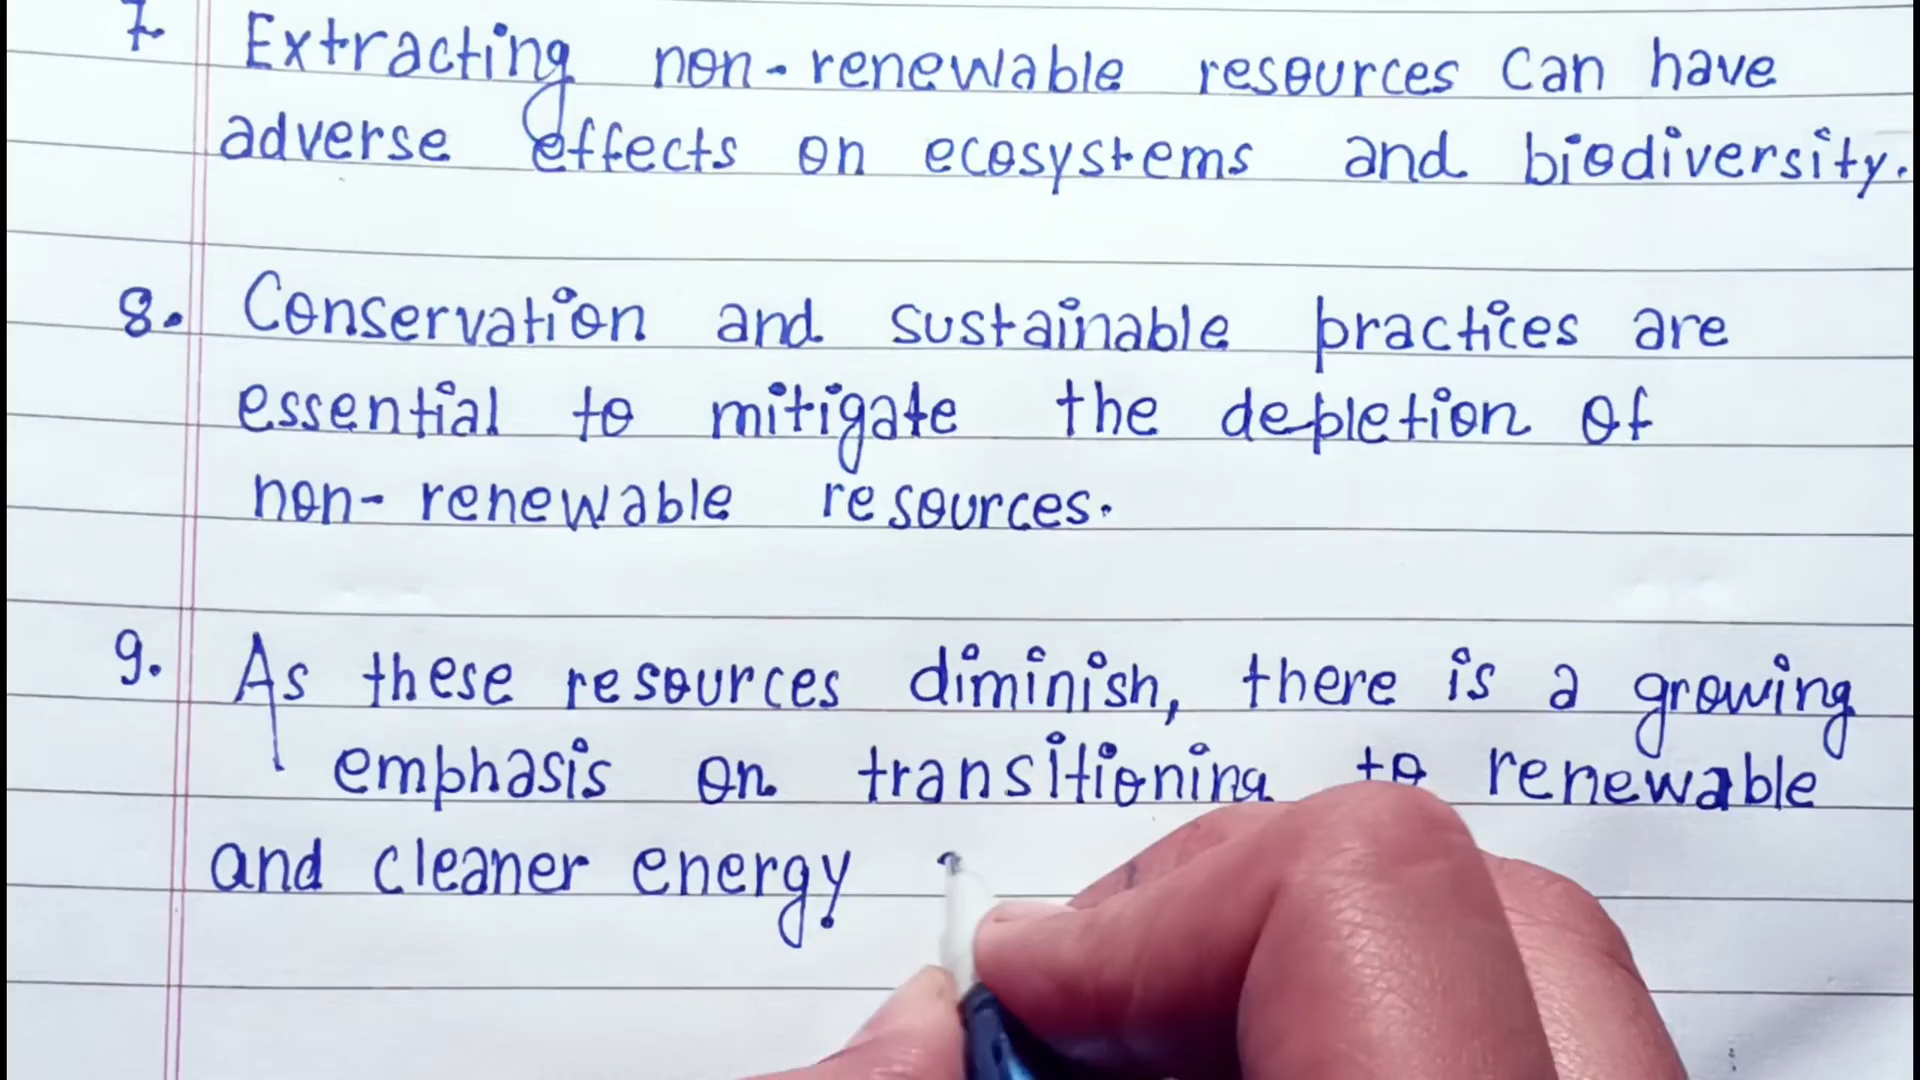 7. Extracting non-renewable resources can have
adverse effects on ecosystems and biodiversity.
8. Conservation and sustainable practices are
essential to mitigate the depletion of
non-renewable resources.
9. As these resources diminish, there is a growing
emphasis on transitioning to renewable
and cleaner energy